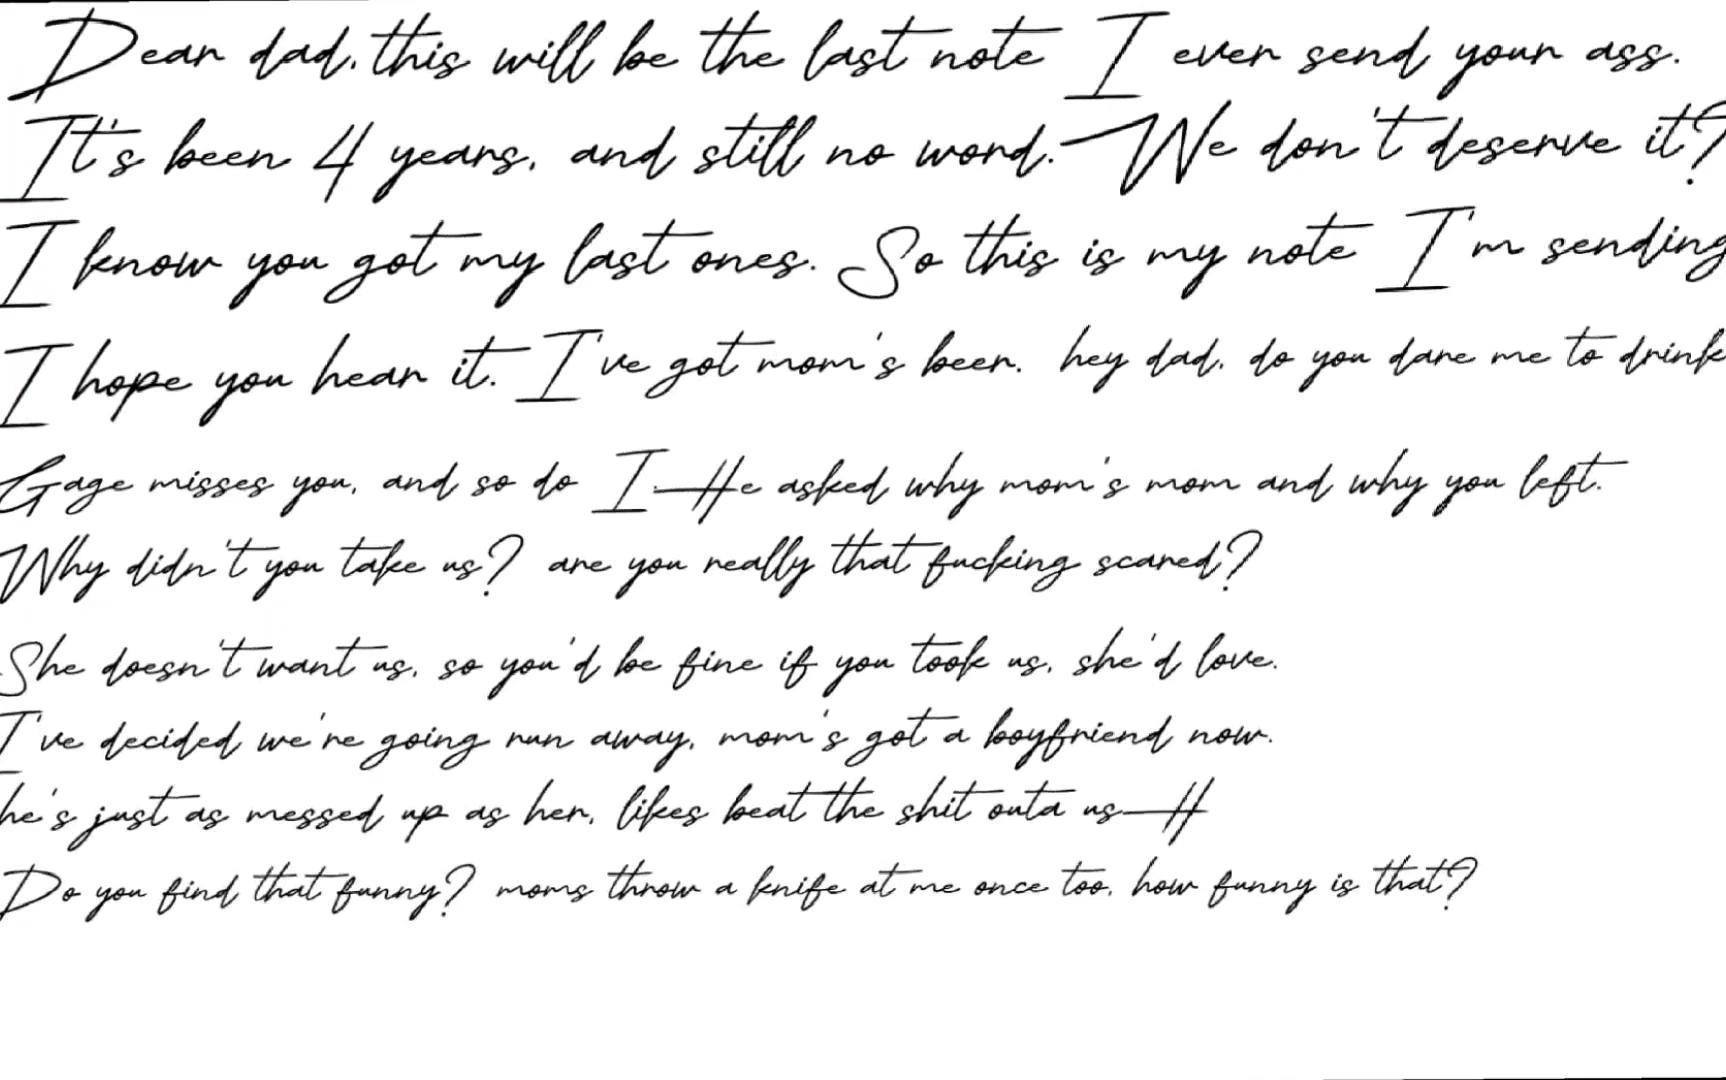 Dear dad, this will be the last note I ever send your ass.
It's been 4 years, and still no word. We don't deserve it?
I know you got my last ones. So this is my note I'm sending
I hope you hear it. I've got mom's beer. hey dad, do you dare me to drink
Gage misses you, and so do I. He asked why mom's mom and why you left.
Why didn't you take us? are you really that fucking scared?
She doesn't want us, so you'd be fine if you took us, she'd love.
I've decided we're going run away, mom's got a boyfriend now.
he's just as messed up as her, likes beat the shit outa us H
Do you find that funny? moms throw a knife at me once too, how funny is that?